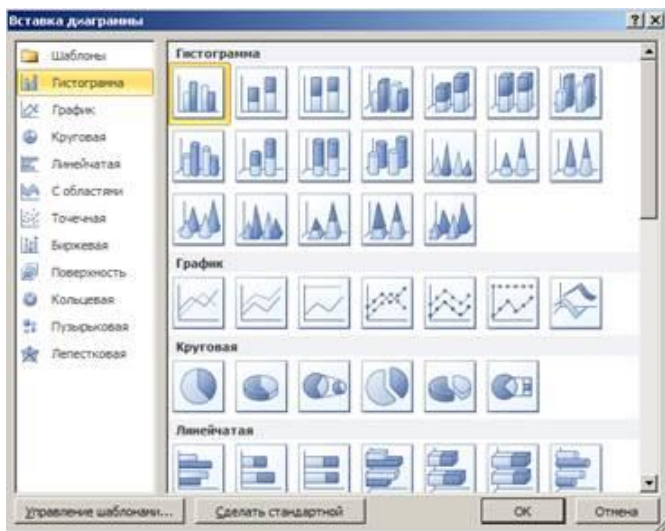 Вставка диаграммы
Шаблоны
Гистограмма
График
Круговая
Линейчатая
С областями
Точечная
Биржевая
Поверхность
Кольцевая
Пузырьковая
Лепестковая
Гистограмма
График
Круговая
Линейчатая
Управление шаблонами...
Сделать стандартной
ОК
Отмена